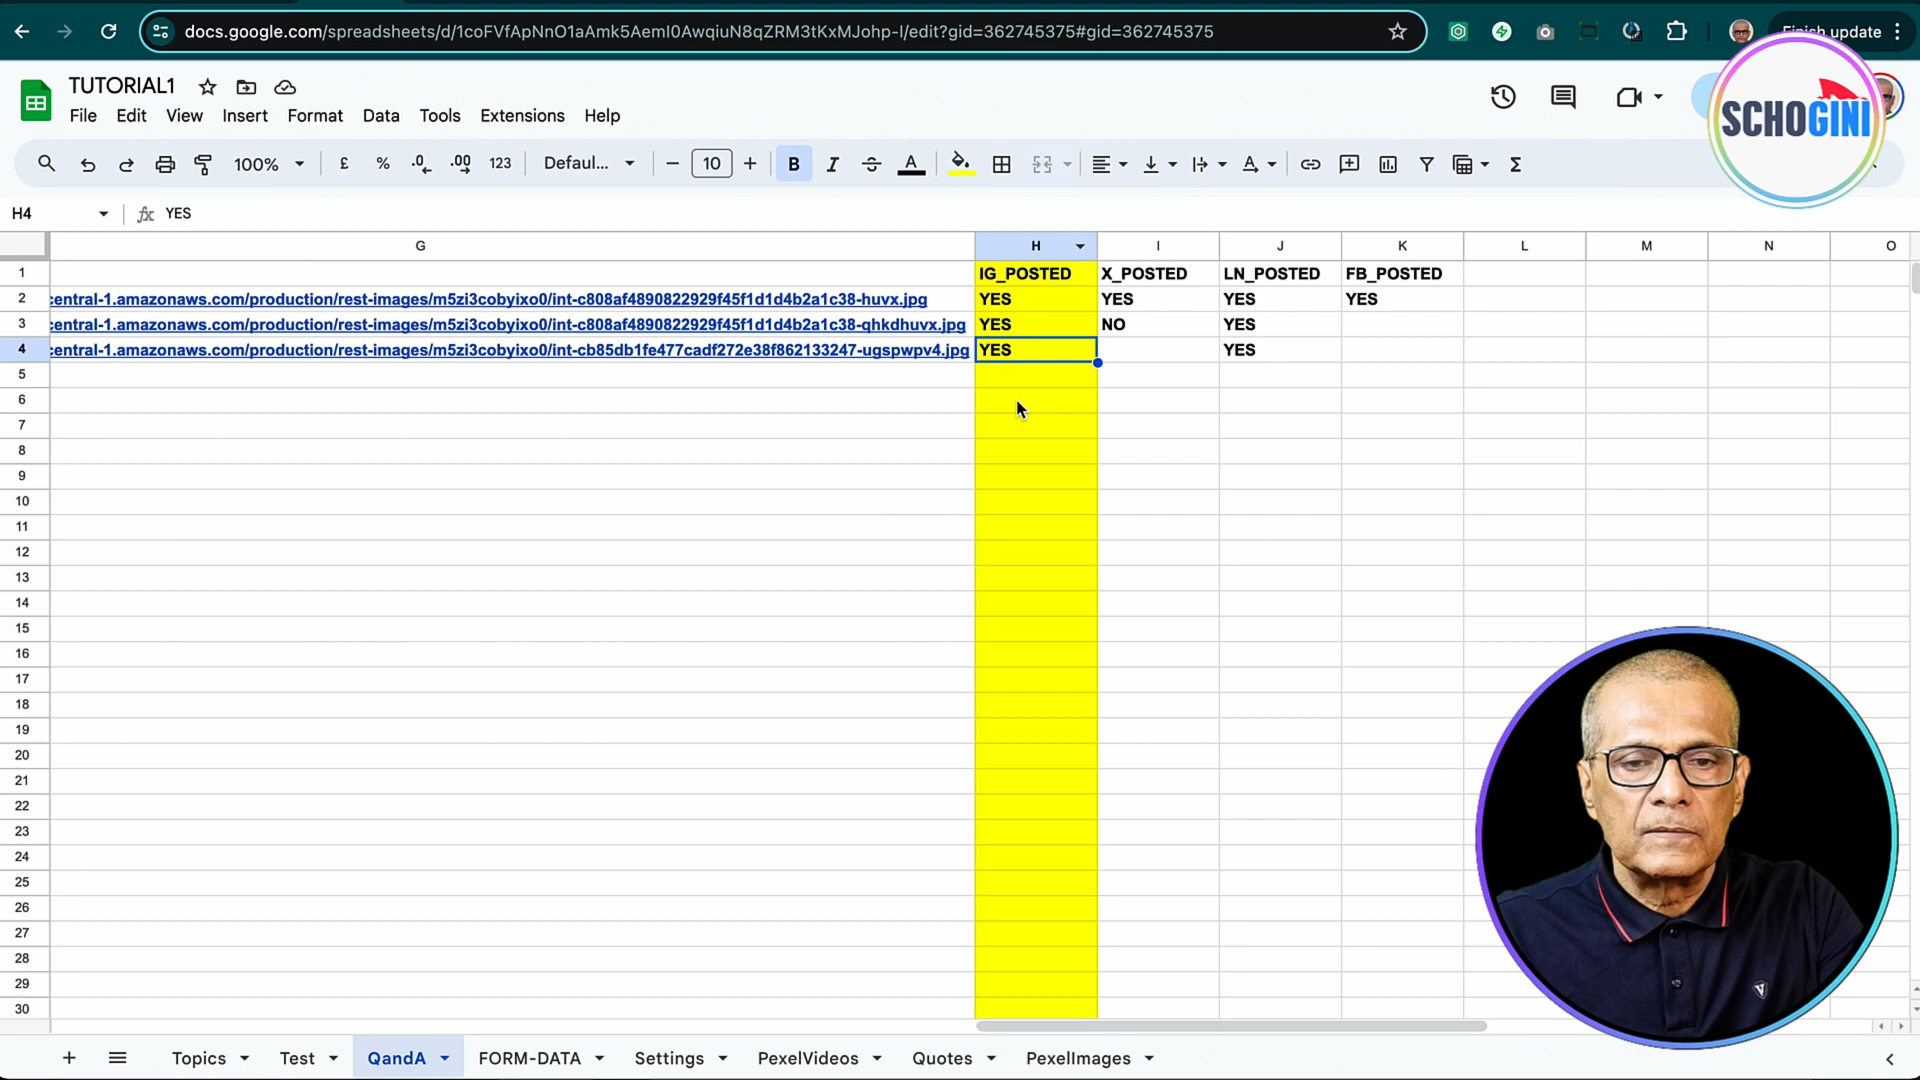 docs.google.com/spreadsheets/d/1coFVfApNnO1aAmk5AemI0AwqiuN8qZRM3tKxMJohp-I/edit?gid=362745375#gid=362745375
Finish update
TUTORIAL1
File Edit View Insert Format Data Tools Extensions Help
SCHOGINI
100% £ % .0 .00 123 Defaul... 10 B I A
H4 fx YES
G H I J K L M N O
1 IG_POSTED X_POSTED LN_POSTED FB_POSTED
2 central-1.amazonaws.com/production/rest-images/m5zi3cobyixo0/int-c808af4890822929f45f1d1d4b2a1c38-huvx.jpg YES YES YES YES
3 central-1.amazonaws.com/production/rest-images/m5zi3cobyixo0/int-c808af4890822929f45f1d1d4b2a1c38-qhkdhuvx.jpg YES NO YES
4 central-1.amazonaws.com/production/rest-images/m5zi3cobyixo0/int-cb85db1fe477cadf272e38f862133247-ugspwpv4.jpg YES YES
5
6
7
8
9
10
11
12
13
14
15
16
17
18
19
20
21
22
23
24
25
26
27
28
29
30
Topics Test QandA FORM-DATA Settings PexelVideos Quotes PexelImages